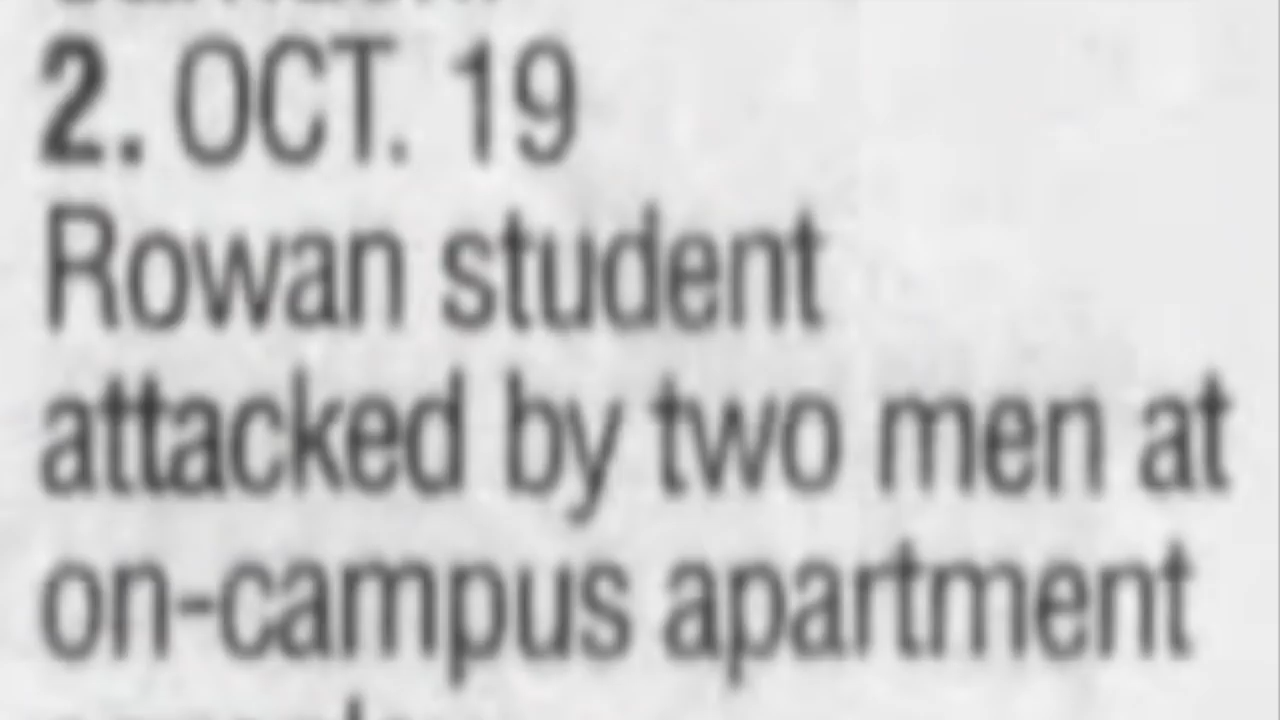 2. OCT. 19
Rowan student
attacked by two men at
on-campus apartment